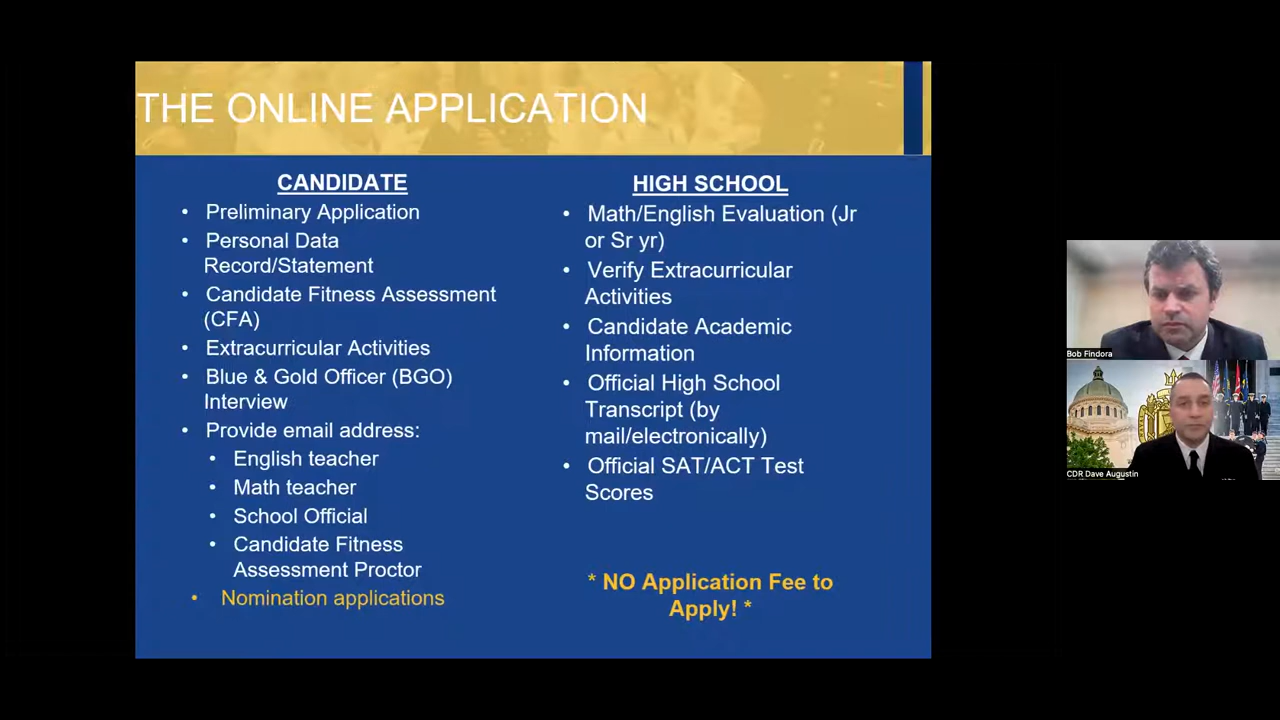 THE ONLINE APPLICATION
CANDIDATE
• Preliminary Application
• Personal Data
Record/Statement
• Candidate Fitness Assessment
(CFA)
• Extracurricular Activities
• Blue & Gold Officer (BGO)
Interview
• Provide email address:
• English teacher
• Math teacher
• School Official
• Candidate Fitness
Assessment Proctor
• Nomination applications
HIGH SCHOOL
• Math/English Evaluation (Jr
or Sr yr)
• Verify Extracurricular
Activities
• Candidate Academic
Information
• Official High School
Transcript (by
mail/electronically)
• Official SAT/ACT Test
Scores
* NO Application Fee to
Apply! *
Bob Findora
CDR Dave Augustin